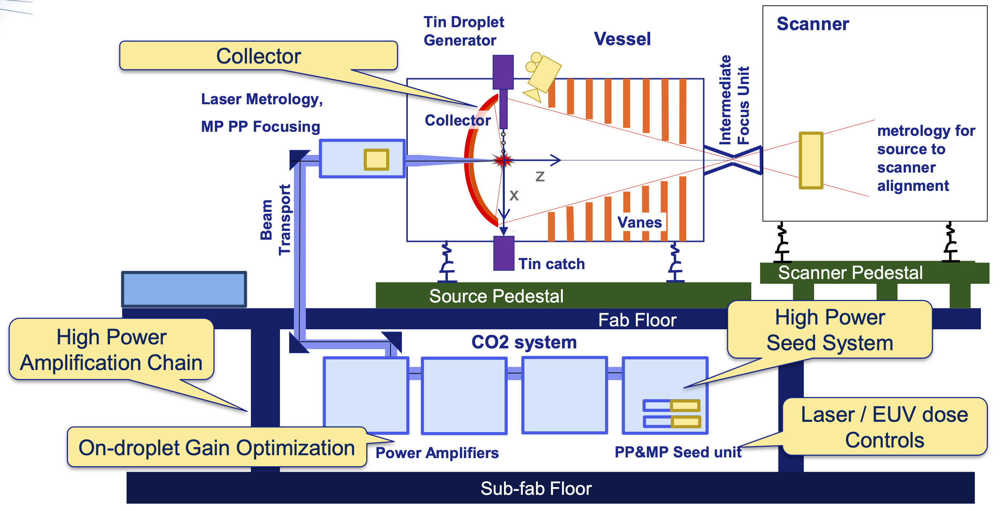 Tin Droplet
Generator
Vessel
Scanner
Collector
Intermediate
Focus Unit
Laser Metrology,
MP PP Focusing
Collector
metrology for
source to
scanner
alignment
Z
X
Beam
Transport
Vanes
Tin catch
Scanner Pedestal
Source Pedestal
Fab Floor
High Power
Seed System
High Power
Amplification Chain
CO2 system
Laser / EUV dose
Controls
On-droplet Gain Optimization
Power Amplifiers
PP&MP Seed unit
Sub-fab Floor